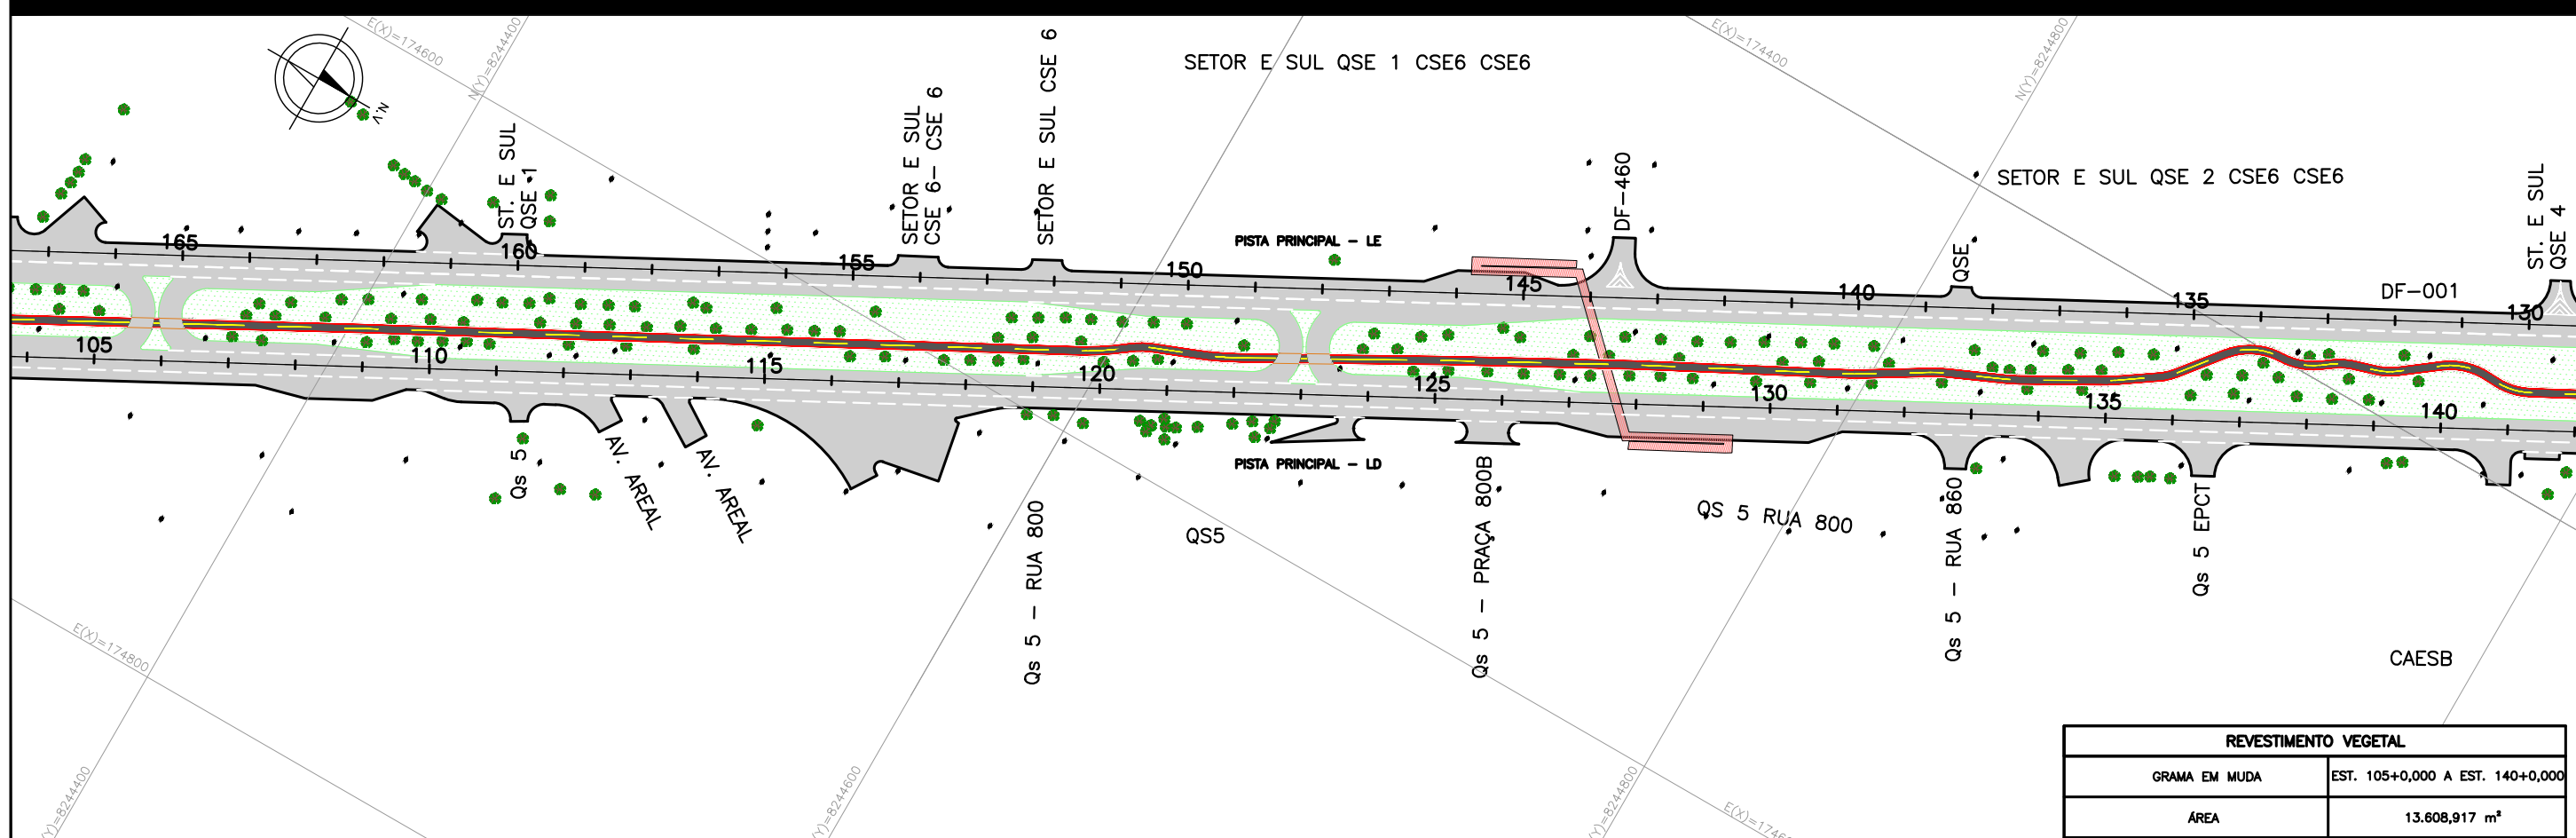 E(X)=174600
N(Y)=8244400
N.V
SETOR E SUL QSE 1 CSE6 CSE6
E(X)=174400
N(Y)=8244800
ST. E SUL
QSE 1
SETOR E SUL
CSE 6- CSE 6
SETOR E SUL CSE 6
DF-460
SETOR E SUL QSE 2 CSE6 CSE6
ST. E SUL
QSE 4
PISTA PRINCIPAL - LE
QSE
DF-001
165
160
155
150
145
140
135
130
105
110
115
120
125
130
135
140
PISTA PRINCIPAL - LD
Qs 5
AV. AREAL
AV. AREAL
Qs 5 - RUA 800
QS5
Qs 5 - PRAÇA 800B
QS 5 RUA 800
Qs 5 - RUA 860
Qs 5 EPCT
CAESB
E(X)=174800
(Y)=8244400
(Y)=8244600
(Y)=8244800
E(X)=1746
REVESTIMENTO VEGETAL
GRAMA EM MUDA EST. 105+0,000 A EST. 140+0,000
ÁREA 13.608,917 m²